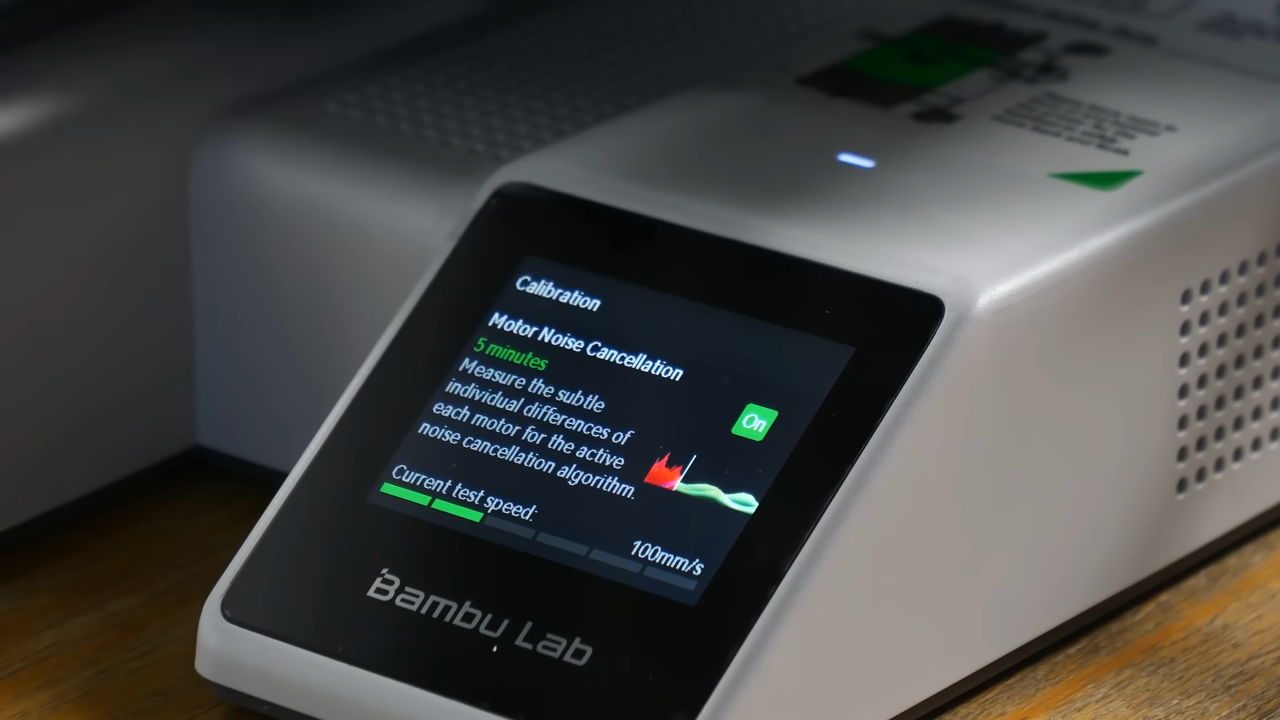 Calibration
Motor Noise Cancellation
5 minutes
Measure the subtle
individual differences of
each motor for the active
noise cancellation algorithm.
On
Current test speed:
100mm/s
Bambu Lab